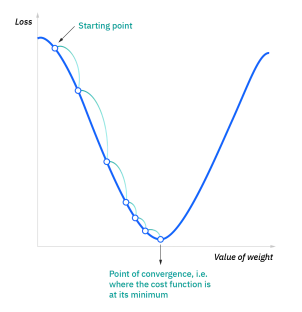 Loss
Starting point
Value of weight
Point of convergence, i.e.
where the cost function is
at its minimum